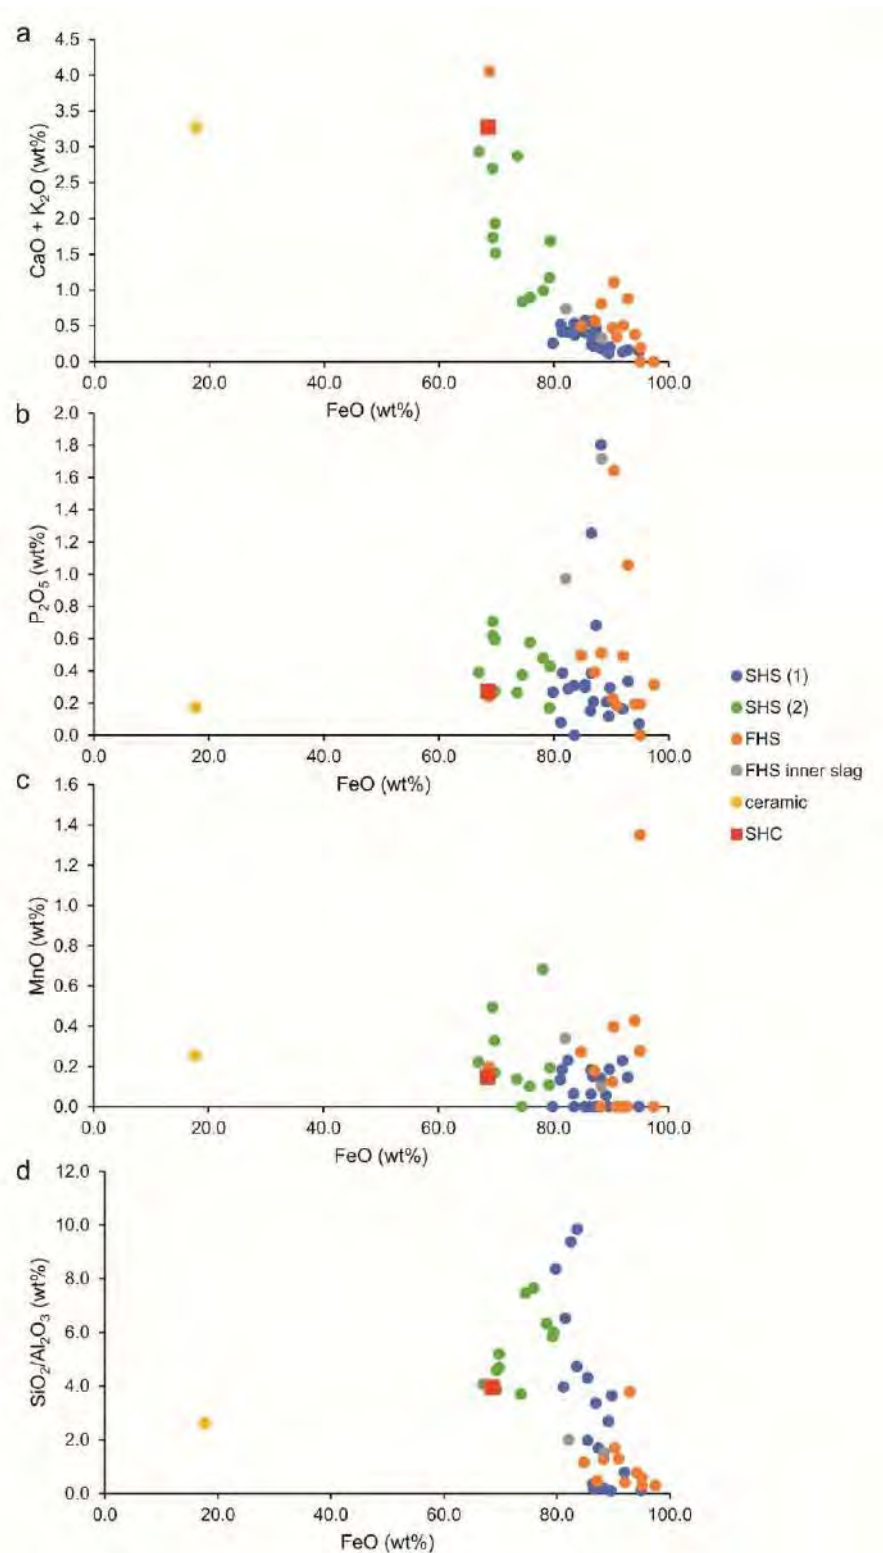 a
CaO + K2O (wt%)
4.5
4.0
3.5
3.0
2.5
2.0
1.5
1.0
0.5
0.0
0.0 20.0 40.0 60.0 80.0 100.0
FeO (wt%)
b
P2O5 (wt%)
2.0
1.8
1.6
1.4
1.2
1.0
0.8
0.6
0.4
0.2
0.0
0.0 20.0 40.0 60.0 80.0 100.0
FeO (wt%)
SHS (1)
SHS (2)
FHS
FHS inner slag
ceramic
SHC
c
MnO (wt%)
1.6
1.4
1.2
1.0
0.8
0.6
0.4
0.2
0.0
0.0 20.0 40.0 60.0 80.0 100.0
FeO (wt%)
d
SiO2/Al2O3 (wt%)
12.0
10.0
8.0
6.0
4.0
2.0
0.0
0.0 20.0 40.0 60.0 80.0 100.0
FeO (wt%)